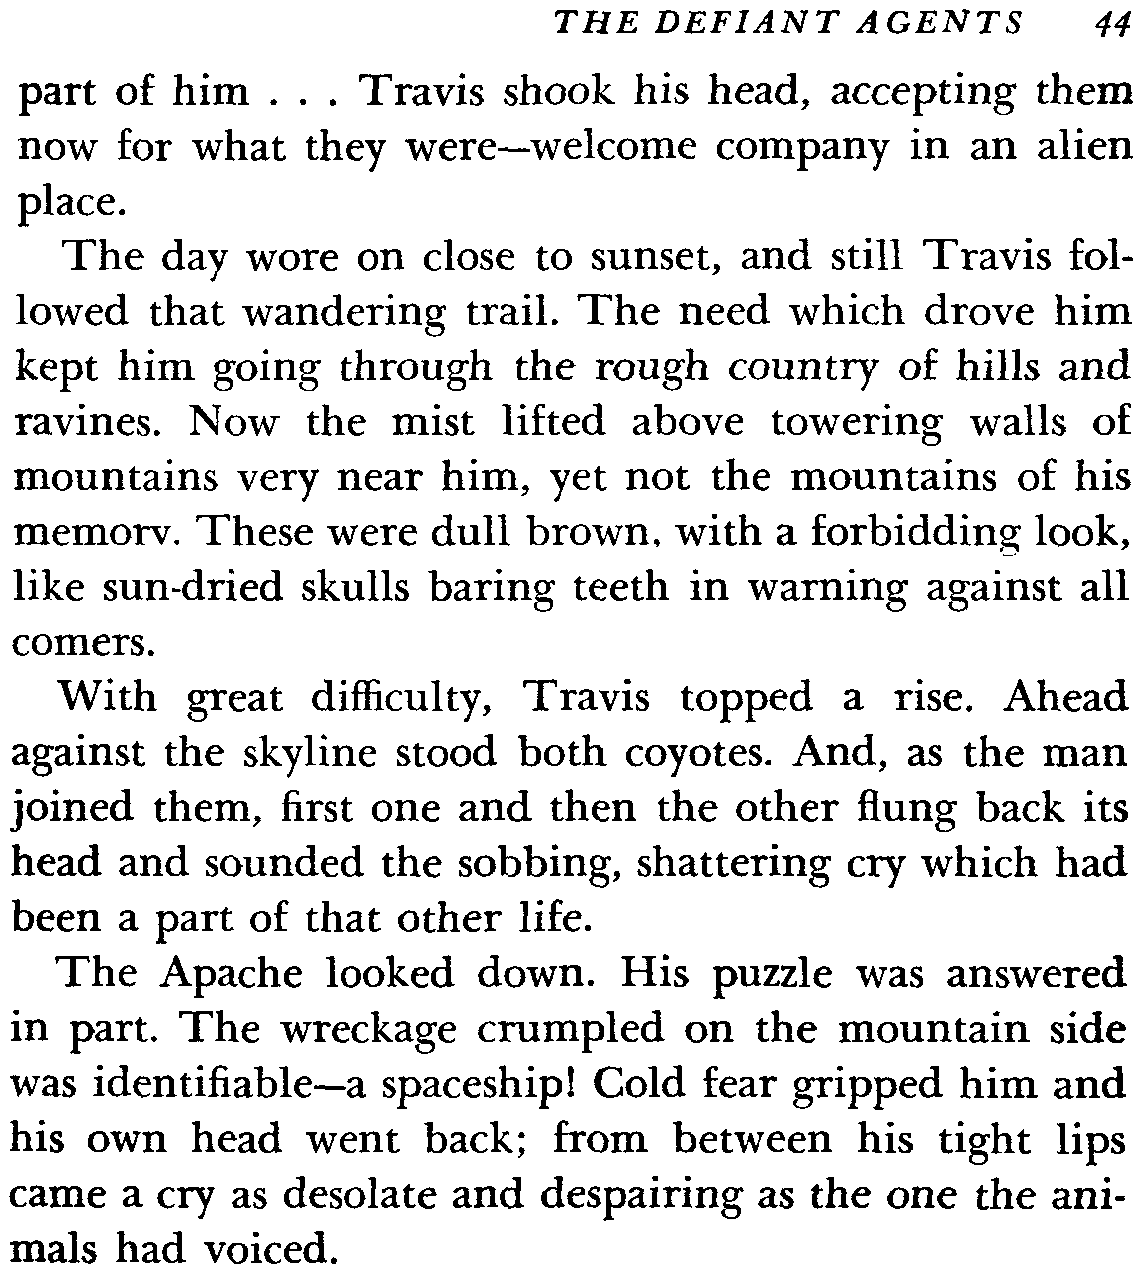 THE DEFIANT AGENTS 44
part of him . . . Travis shook his head, accepting them
now for what they were—welcome company in an alien
place.
The day wore on close to sunset, and still Travis fol-
lowed that wandering trail. The need which drove him
kept him going through the rough country of hills and
ravines. Now the mist lifted above towering walls of
mountains very near him, yet not the mountains of his
memory. These were dull brown, with a forbidding look,
like sun-dried skulls baring teeth in warning against all
comers.
With great difficulty, Travis topped a rise. Ahead
against the skyline stood both coyotes. And, as the man
joined them, first one and then the other flung back its
head and sounded the sobbing, shattering cry which had
been a part of that other life.
The Apache looked down. His puzzle was answered
in part. The wreckage crumpled on the mountain side
was identifiable—a spaceship! Cold fear gripped him and
his own head went back; from between his tight lips
came a cry as desolate and despairing as the one the ani-
mals had voiced.